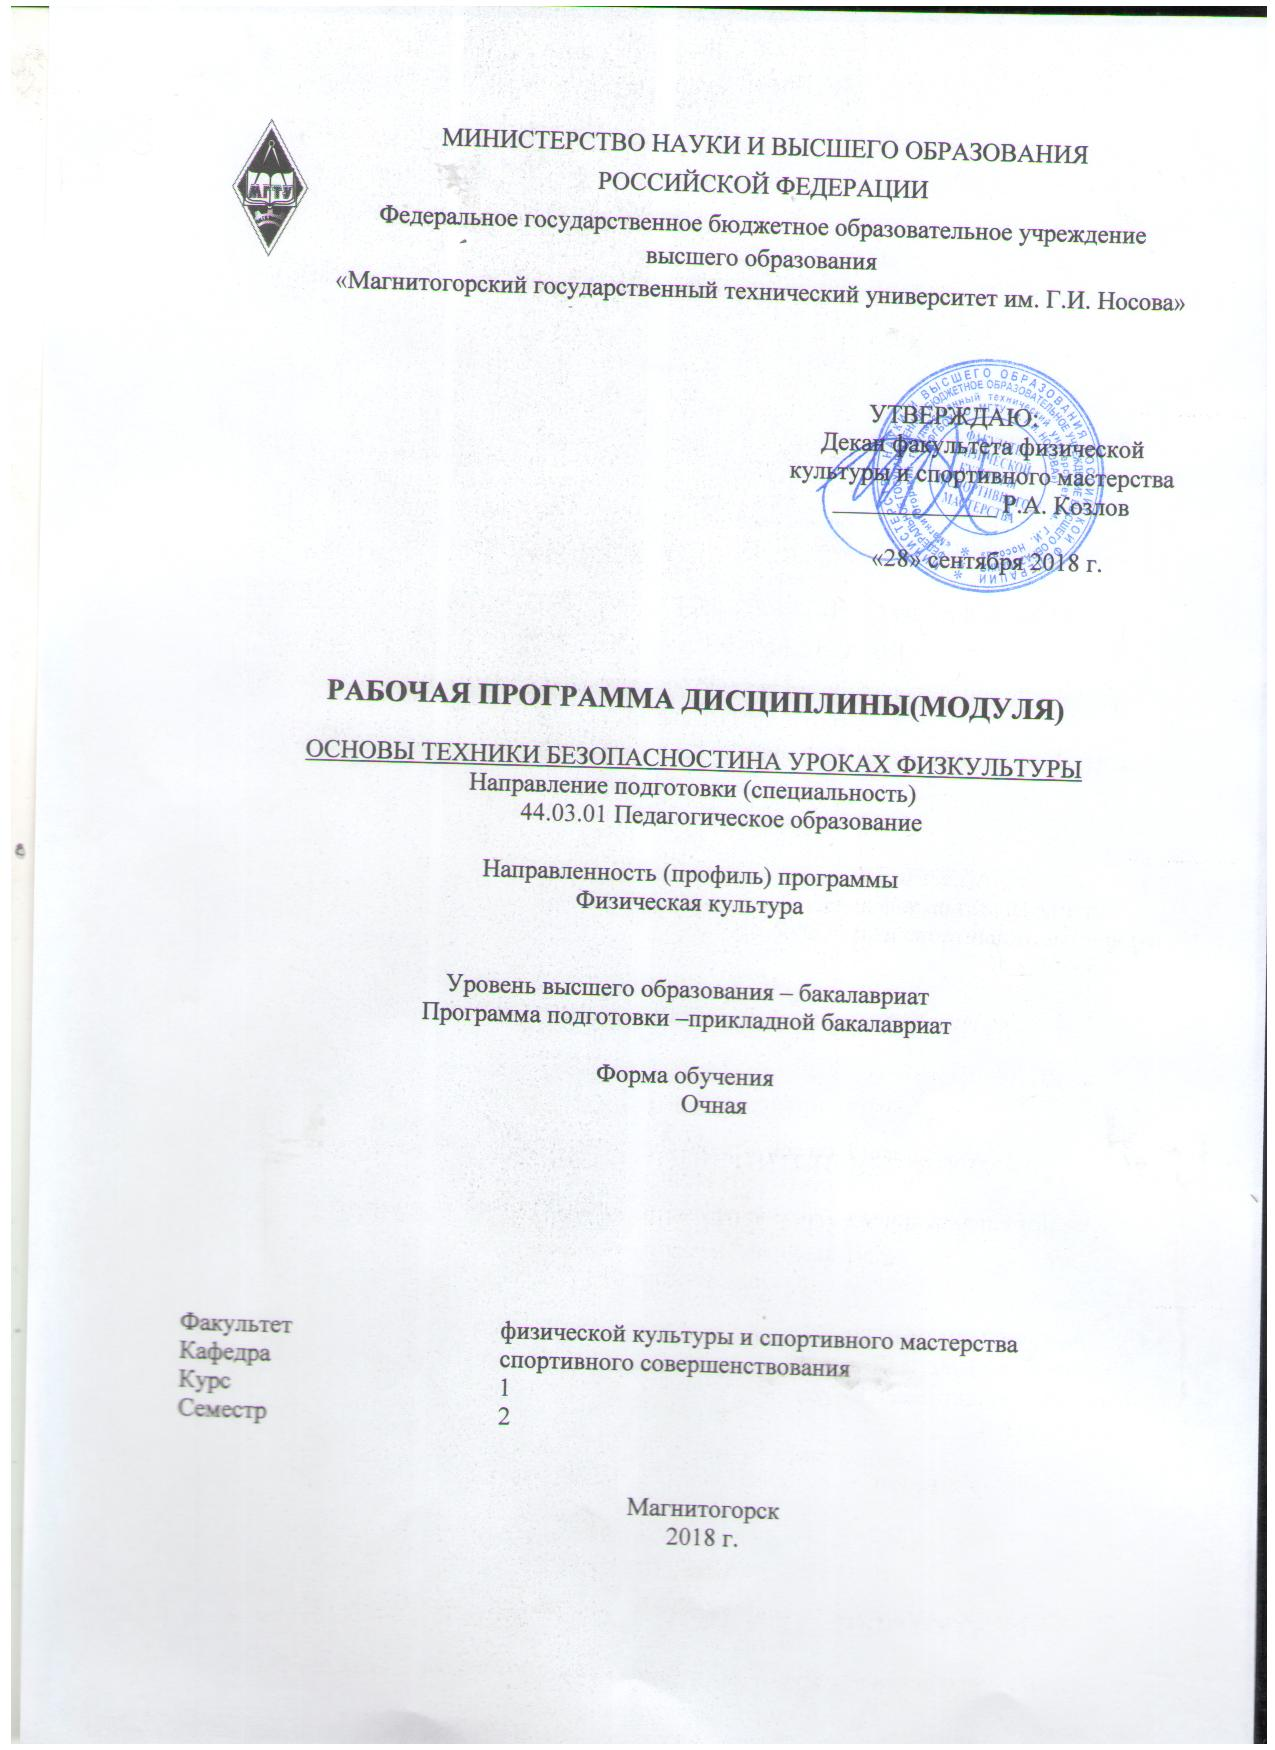 МИНИСТЕРСТВО НАУКИ И ВЫСШЕГО ОБРАЗОВАНИЯ
РОССИЙСКОЙ ФЕДЕРАЦИИ
Федеральное государственное бюджетное образовательное учреждение
высшего образования
«Магнитогорский государственный технический университет им. Г.И. Носова»
МГТУ
УТВЕРЖДАЮ:
Декан факультета физической
культуры и спортивного мастерства
Р.А. Козлов
«28» сентября 2018 г.
РАБОЧАЯ ПРОГРАММА ДИСЦИПЛИНЫ(МОДУЛЯ)
ОСНОВЫ ТЕХНИКИ БЕЗОПАСНОСТИНА УРОКАХ ФИЗКУЛЬТУРЫ
Направление подготовки (специальность)
44.03.01 Педагогическое образование
Направленность (профиль) программы
Физическая культура
Уровень высшего образования – бакалавриат
Программа подготовки –прикладной бакалавриат
Форма обучения
Очная
Факультет физической культуры и спортивного мастерства
Кафедра спортивного совершенствования
Курс 1
Семестр 2
Магнитогорск
2018 г.